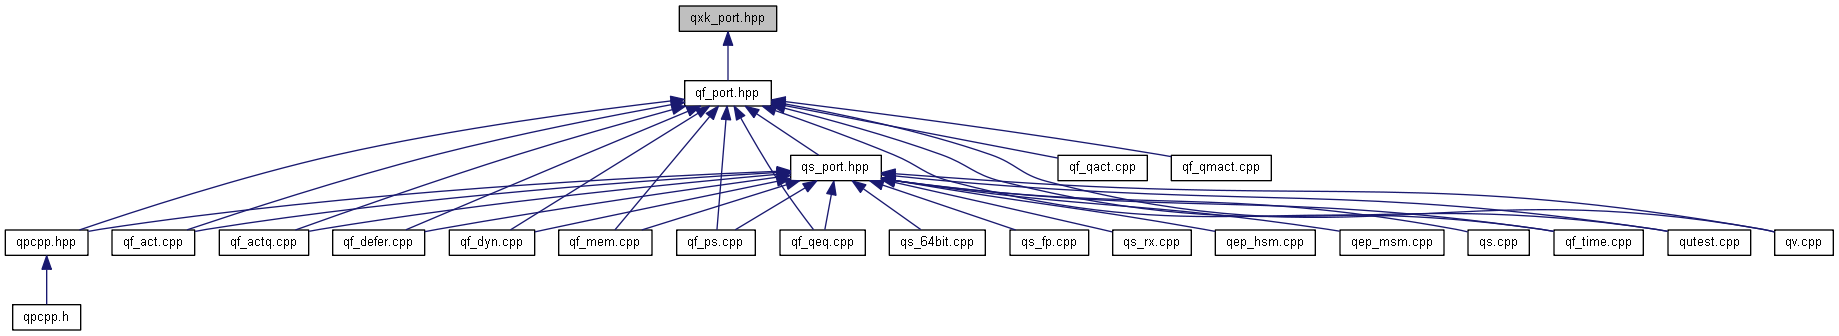 qxk_port.hpp
qf_port.hpp
qs_port.hpp
qf_qact.cpp
qf_qmact.cpp
qpcpp.hpp
qf_act.cpp
qf_actq.cpp
qf_defer.cpp
qf_dyn.cpp
qf_mem.cpp
qf_ps.cpp
qf_qeq.cpp
qs_64bit.cpp
qs_fp.cpp
qs_rx.cpp
qep_hsm.cpp
qep_msm.cpp
qs.cpp
qf_time.cpp
qutest.cpp
qv.cpp
qpcpp.h